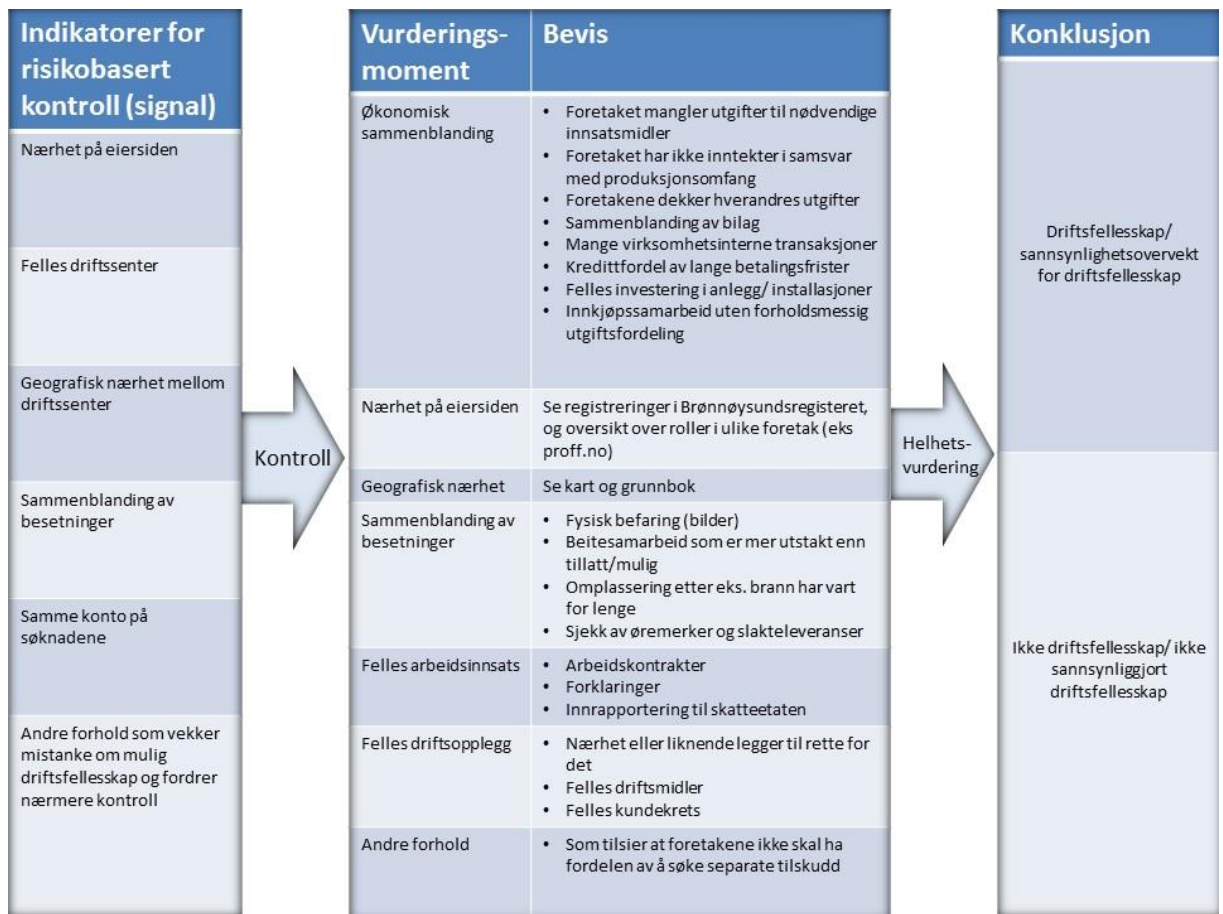 Indikatorer for
risikobasert
kontroll (signal)
Nærhet på eiersiden
Felles driftssenter
Geografisk nærhet mellom
driftssenter
Sammenblanding av
besetninger
Samme konto på
søknadene
Andre forhold som vekker
mistanke om mulig
driftsfellesskap og fordrer
nærmere kontroll
Kontroll
Vurderings-
moment
Bevis
Økonomisk
sammenblanding
• Foretaket mangler utgifter til nødvendige
innsatsmidler
• Foretaket har ikke inntekter i samsvar
med produksjonsomfang
• Foretakene dekker hverandres utgifter
• Sammenblanding av bilag
• Mange virksomhetsinterne transaksjoner
• Kredittfordel av lange betalingsfrister
• Felles investering i anlegg/ installasjoner
• Innkjøpssamarbeid uten forholdsmessig
utgiftsfordeling
Nærhet på eiersiden
Se registreringer i Brønnøysundsregisteret,
og oversikt over roller i ulike foretak (eks
proff.no)
Geografisk nærhet
Se kart og grunnbok
Sammenblanding av
besetninger
• Fysisk befaring (bilder)
• Beitesamarbeid som er mer utstakt enn
tillatt/mulig
• Omplassering etter eks. brann har vart
for lenge
• Sjekk av øremerker og slakteleveranser
Felles arbeidsinnsats
• Arbeidskontrakter
• Forklaringer
• Innrapportering til skatteetaten
Felles driftsopplegg
• Nærhet eller liknende legger til rette for
det
• Felles driftsmidler
• Felles kundekrets
Andre forhold
• Som tilsier at foretakene ikke skal ha
fordelen av å søke separate tilskudd
Helhets-
vurdering
Konklusjon
Driftsfellesskap/
sannsynlighetsovervekt
for driftsfellesskap
Ikke driftsfellesskap/ ikke
sannsynliggjort
driftsfellesskap